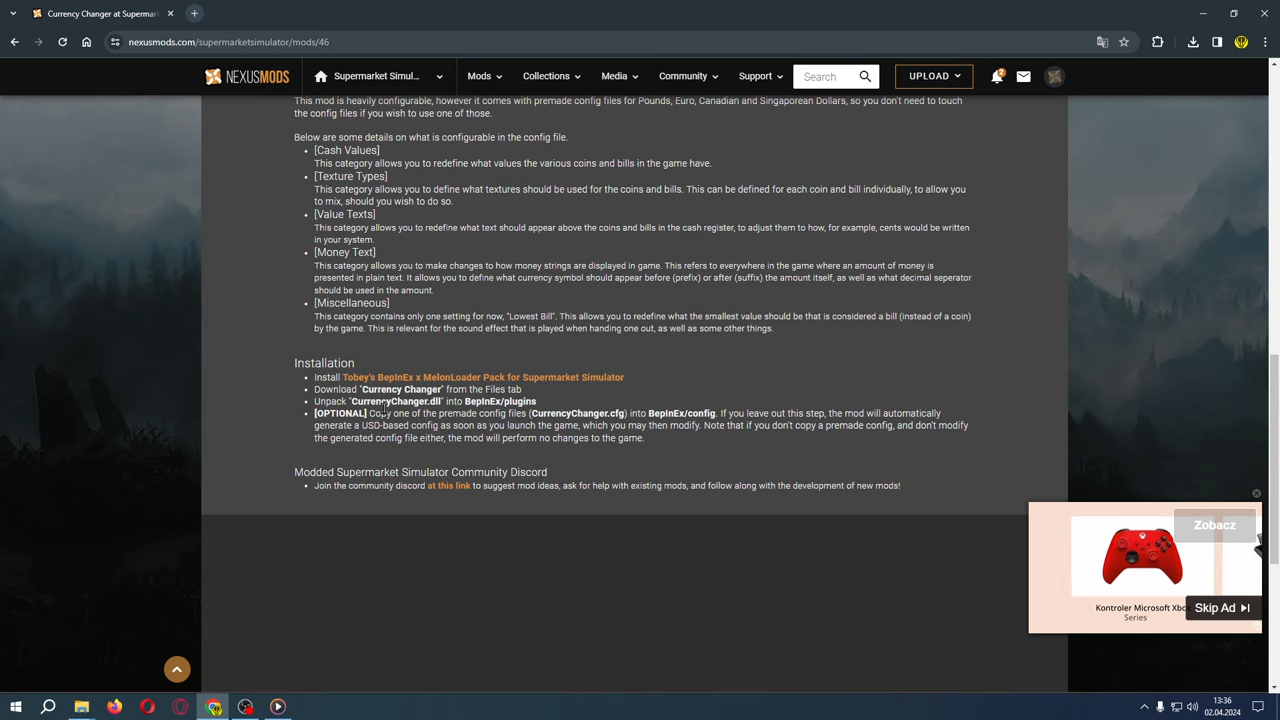 Currency Changer at Supermar
nexusmods.com/supermarketsimulator/mods/46
NEXUSMODS
Supermarket Simul...
Mods
Collections
Media
Community
Support
Search
UPLOAD
2
This mod is heavily configurable, however it comes with premade config files for Pounds, Euro, Canadian and Singaporean Dollars, so you don't need to touch
the config files if you wish to use one of those.
Below are some details on what is configurable in the config file.
[Cash Values]
This category allows you to redefine what values the various coins and bills in the game have.
[Texture Types]
This category allows you to define what textures should be used for the coins and bills. This can be defined for each coin and bill individually, to allow you
to mix, should you wish to do so.
[Value Texts]
This category allows you to redefine what text should appear above the coins and bills in the cash register, to adjust them to how, for example, cents would be written
in your system.
[Money Text]
This category allows you to make changes to how money strings are displayed in game. This refers to everywhere in the game where an amount of money is
presented in plain text. It allows you to define what currency symbol should appear before (prefix) or after (suffix) the amount itself, as well as what decimal seperator
should be used in the amount.
[Miscellaneous]
This category contains only one setting for now, "Lowest Bill". This allows you to redefine what the smallest value should be that is considered a bill (instead of a coin)
by the game. This is relevant for the sound effect that is played when handing one out, as well as some other things.
Installation
Install Tobey's BepInEx x MelonLoader Pack for Supermarket Simulator
Download "Currency Changer" from the Files tab
Unpack "CurrencyChanger.dll" into BepInEx/plugins
[OPTIONAL] Copy one of the premade config files (CurrencyChanger.cfg) into BepInEx/config. If you leave out this step, the mod will automatically
generate a USD-based config as soon as you launch the game, which you may then modify. Note that if you don't copy a premade config, and don't modify
the generated config file either, the mod will perform no changes to the game.
Modded Supermarket Simulator Community Discord
Join the community discord at this link to suggest mod ideas, ask for help with existing mods, and follow along with the development of new mods!
Zobacz
Kontroler Microsoft Xbo
Series
Skip Ad
13:36
02.04.2024